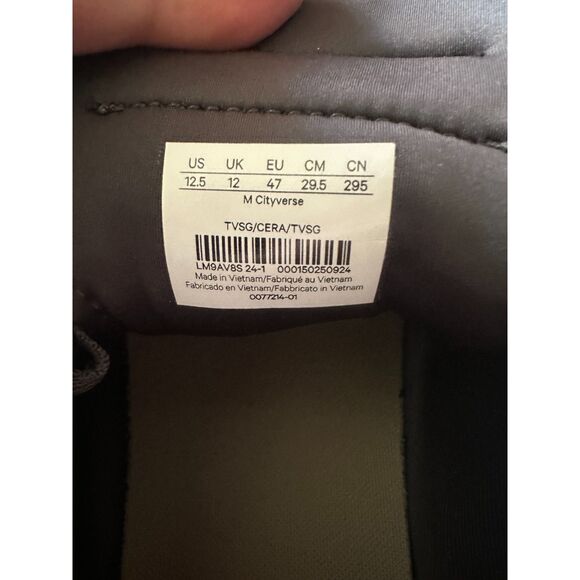 US UK EU CM CN
12.5 12 47 29.5 295
M Cityverse
TVSG/CERA/TVSG
LM9AV8S 24-1 000150250924
Made in Vietnam/Fabriqué au Vietnam
Fabricado en Vietnam/Fabbricato in Vietnam
0077214-01